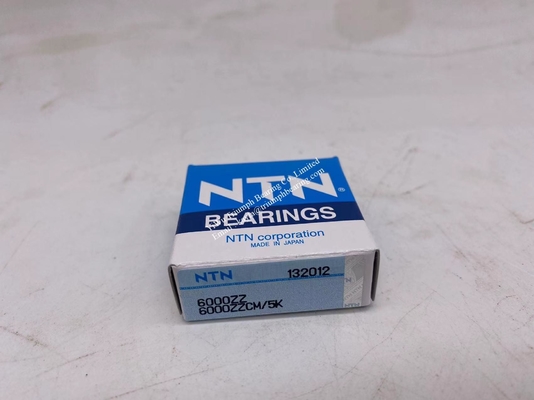 NTN®
BEARINGS
NTN corporation
MADE IN JAPAN
NTN 132012
6000ZZ
6000ZZCM/5K